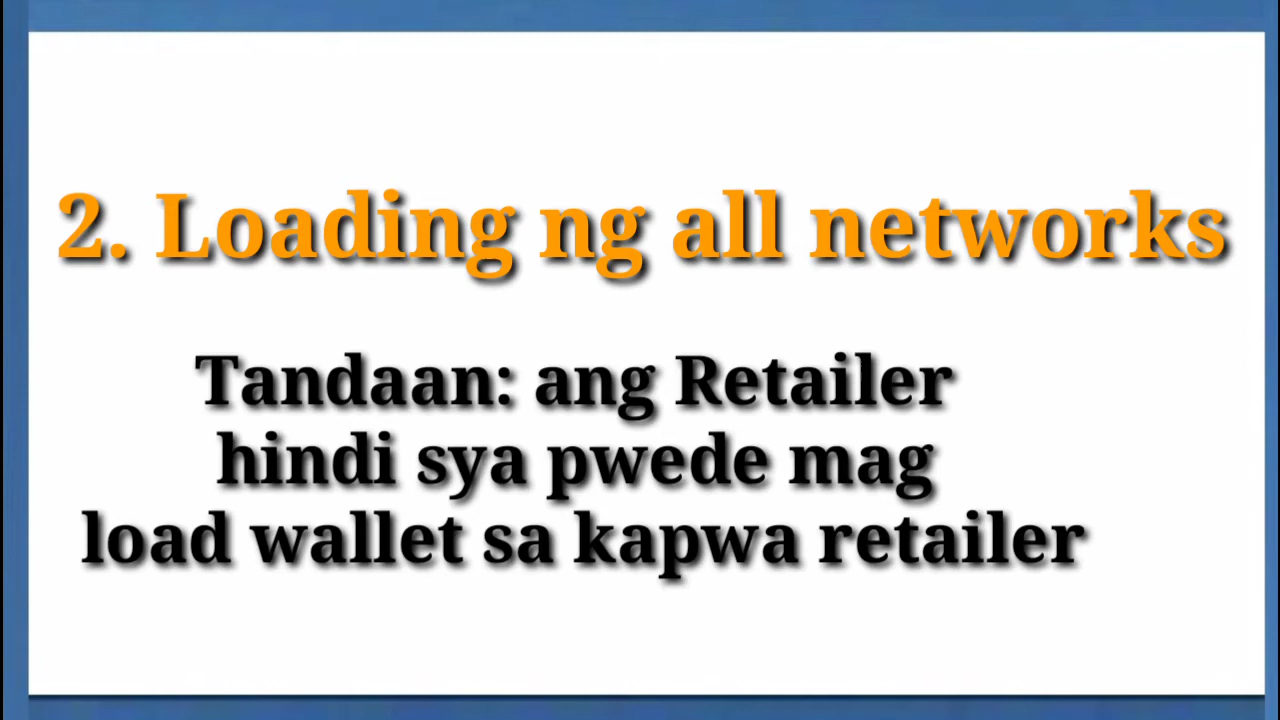 2. Loading ng all networks
Tandaan: ang Retailer
hindi sya pwede mag
load wallet sa kapwa retailer